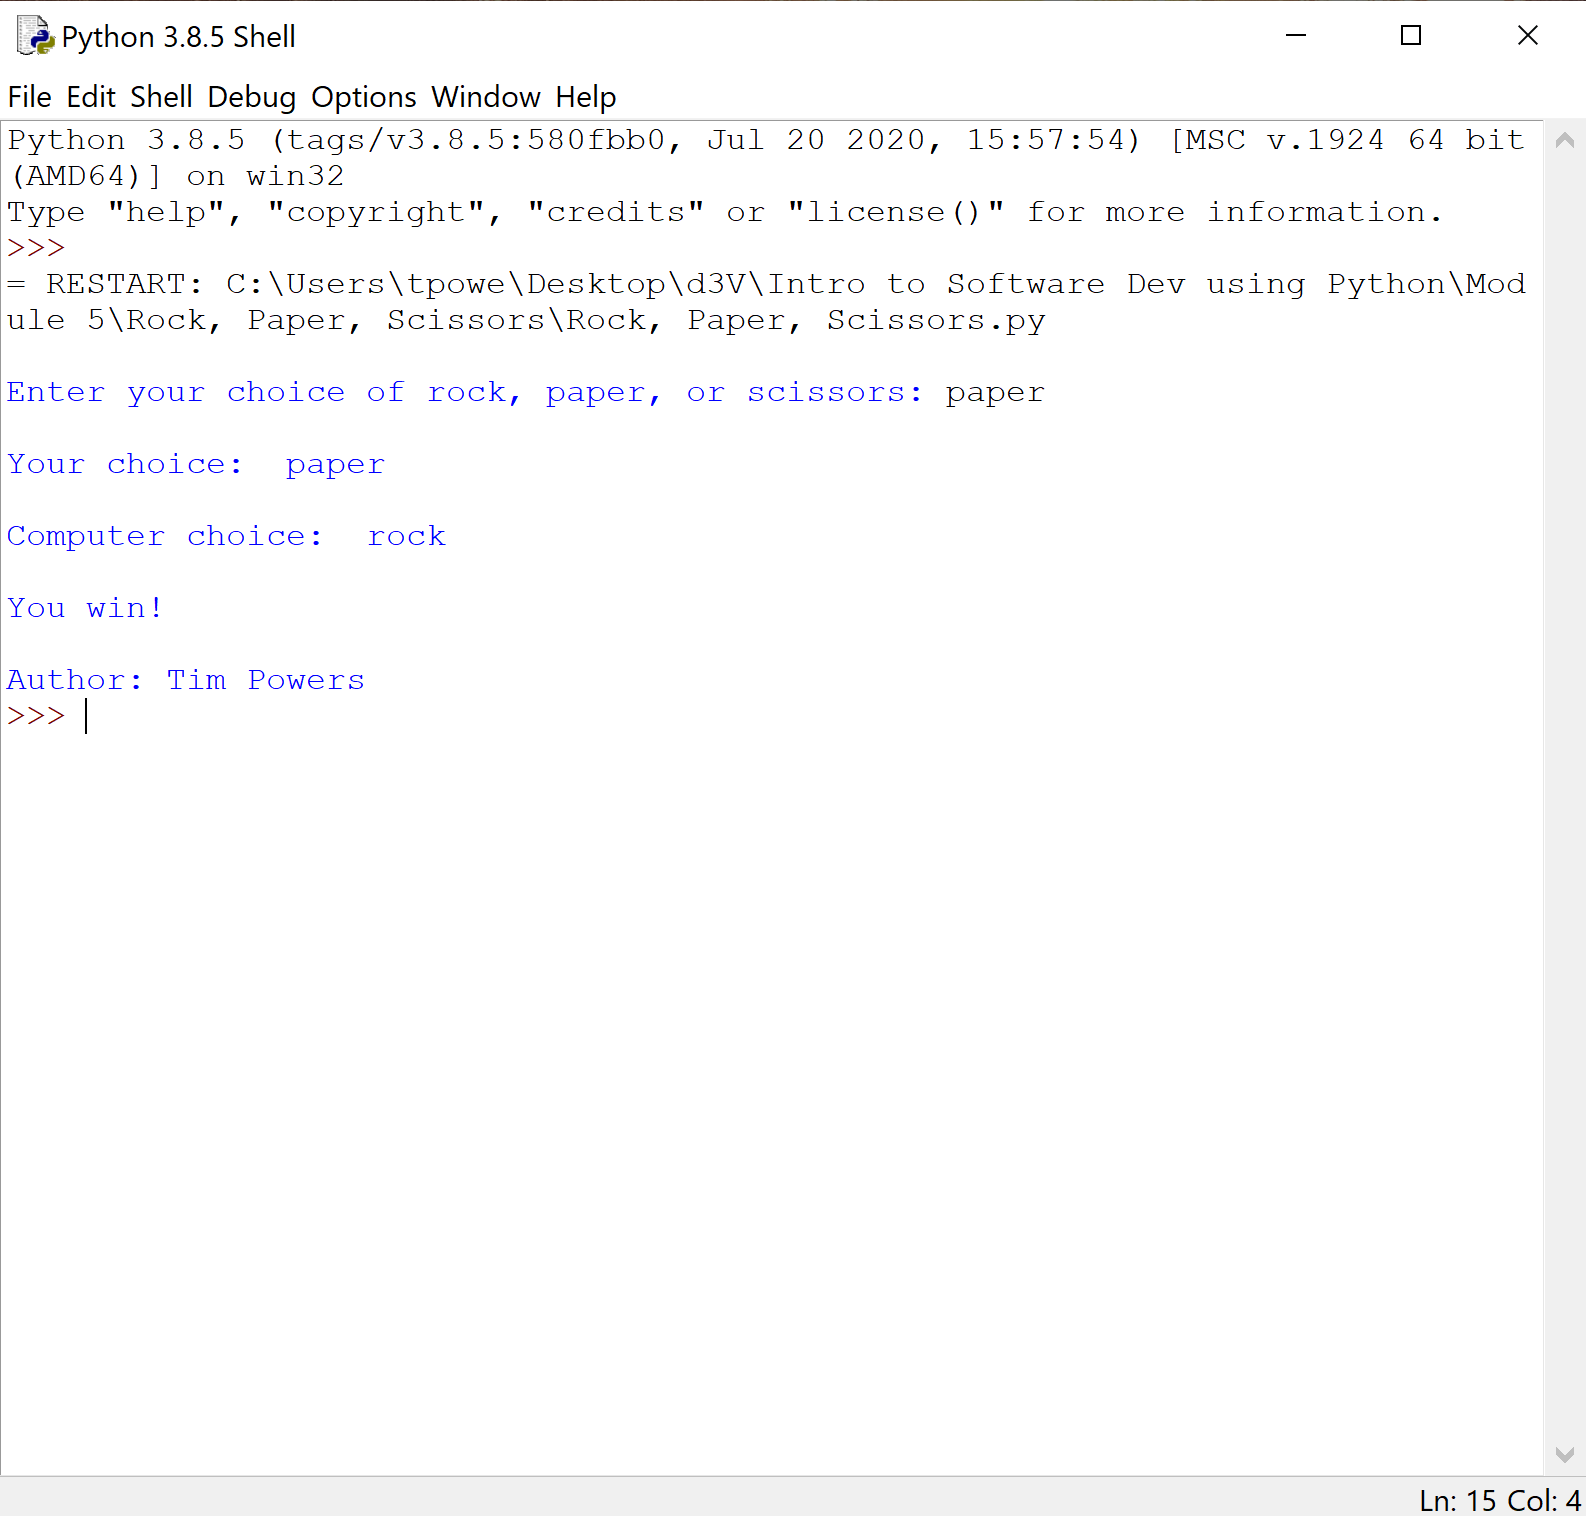 Python 3.8.5 Shell
File Edit Shell Debug Options Window Help
Python 3.8.5 (tags/v3.8.5:580fbb0, Jul 20 2020, 15:57:54) [MSC v.1924 64 bit
(AMD64)] on win32
Type "help", "copyright", "credits" or "license()" for more information.
>>>
= RESTART: C:\Users\tpowe\Desktop\d3V\Intro to Software Dev using Python\Mod
ule 5\Rock, Paper, Scissors\Rock, Paper, Scissors.py
Enter your choice of rock, paper, or scissors: paper
Your choice:  paper
Computer choice:  rock
You win!
Author: Tim Powers
>>>
Ln: 15 Col: 4